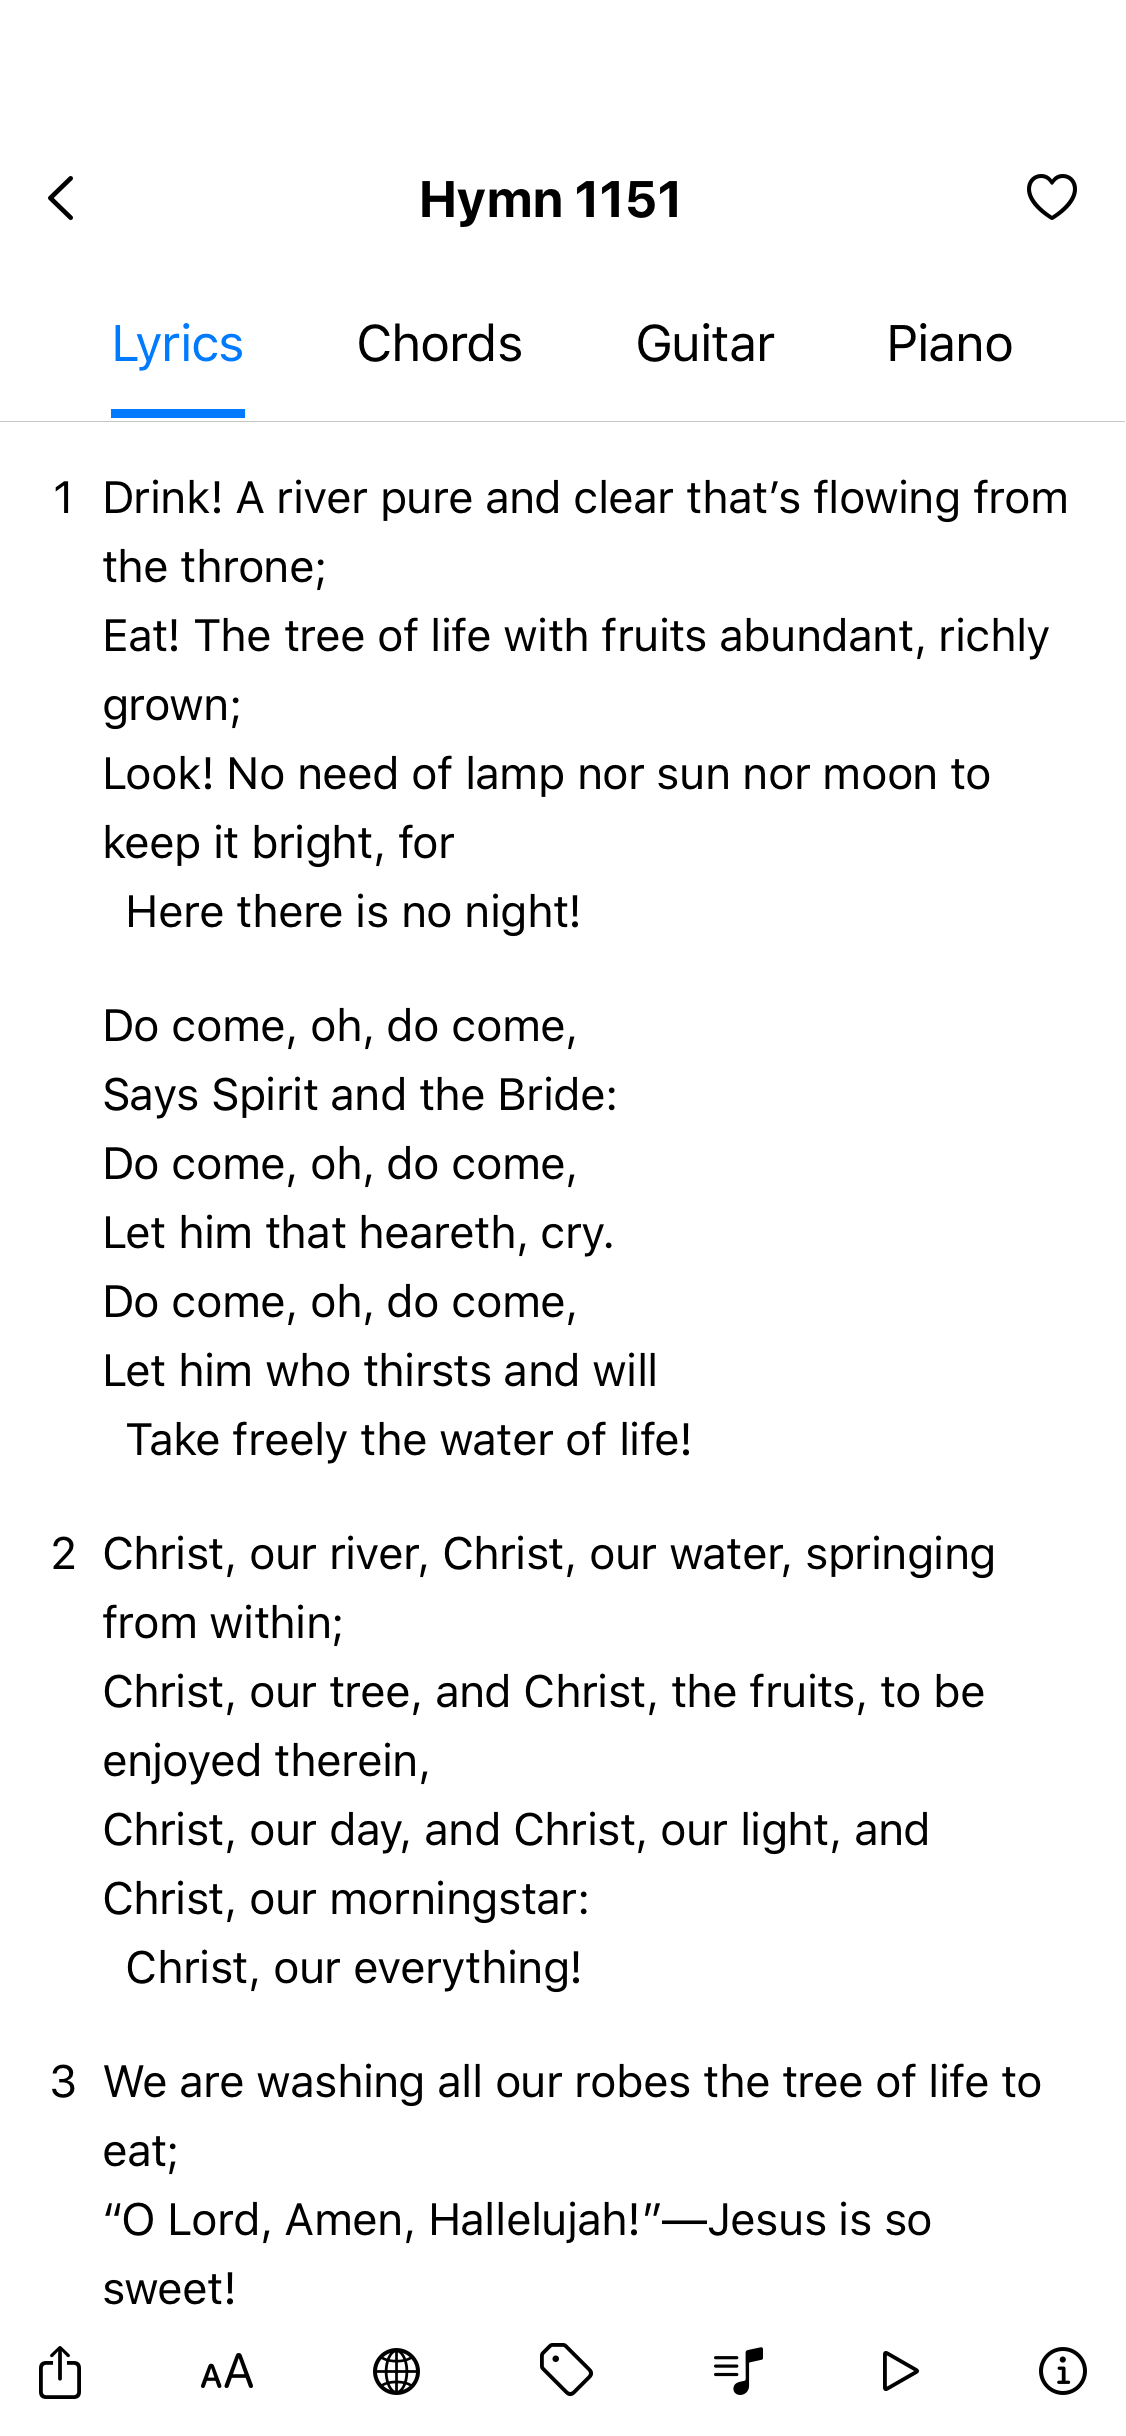 Hymn 1151
Lyrics Chords Guitar Piano
1 Drink! A river pure and clear that’s flowing from
the throne;
Eat! The tree of life with fruits abundant, richly
grown;
Look! No need of lamp nor sun nor moon to
keep it bright, for
Here there is no night!
Do come, oh, do come,
Says Spirit and the Bride:
Do come, oh, do come,
Let him that heareth, cry.
Do come, oh, do come,
Let him who thirsts and will
Take freely the water of life!
2 Christ, our river, Christ, our water, springing
from within;
Christ, our tree, and Christ, the fruits, to be
enjoyed therein,
Christ, our day, and Christ, our light, and
Christ, our morningstar:
Christ, our everything!
3 We are washing all our robes the tree of life to
eat;
“O Lord, Amen, Hallelujah!”—Jesus is so
sweet!
AA